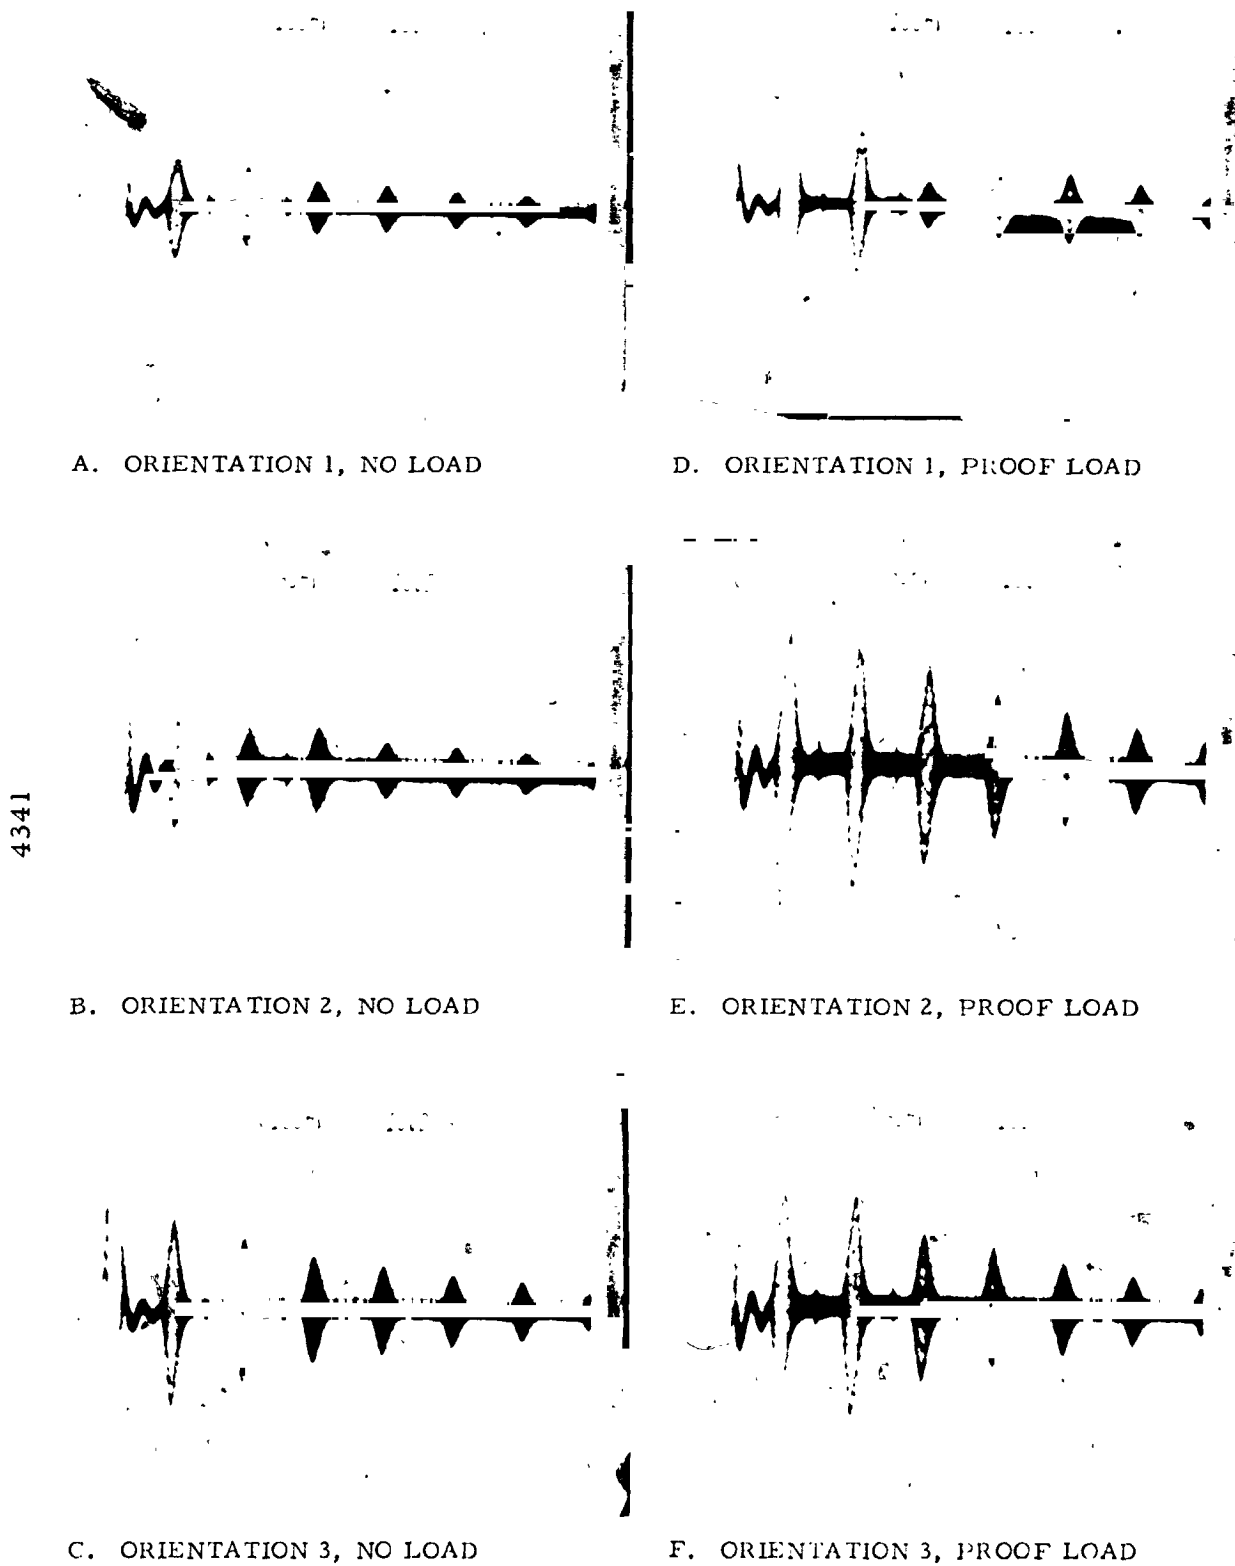 A. ORIENTATION 1, NO LOAD
D. ORIENTATION 1, PROOF LOAD
4341
B. ORIENTATION 2, NO LOAD
E. ORIENTATION 2, PROOF LOAD
C. ORIENTATION 3, NO LOAD
F. ORIENTATION 3, PROOF LOAD